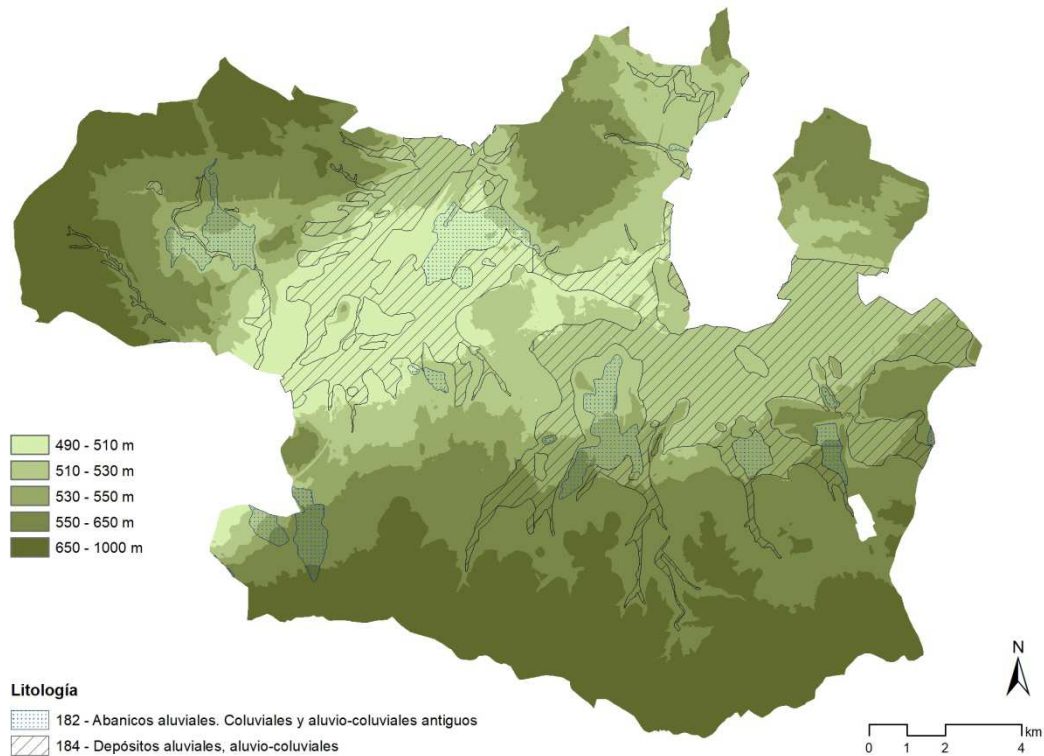 490 - 510 m
510 - 530 m
530 - 550 m
550 - 650 m
650 - 1000 m
Litología
182 - Abanicos aluviales. Coluviales y aluvio-coluviales antiguos
184 - Depósitos aluviales, aluvio-coluviales
N
km
0 1 2 4